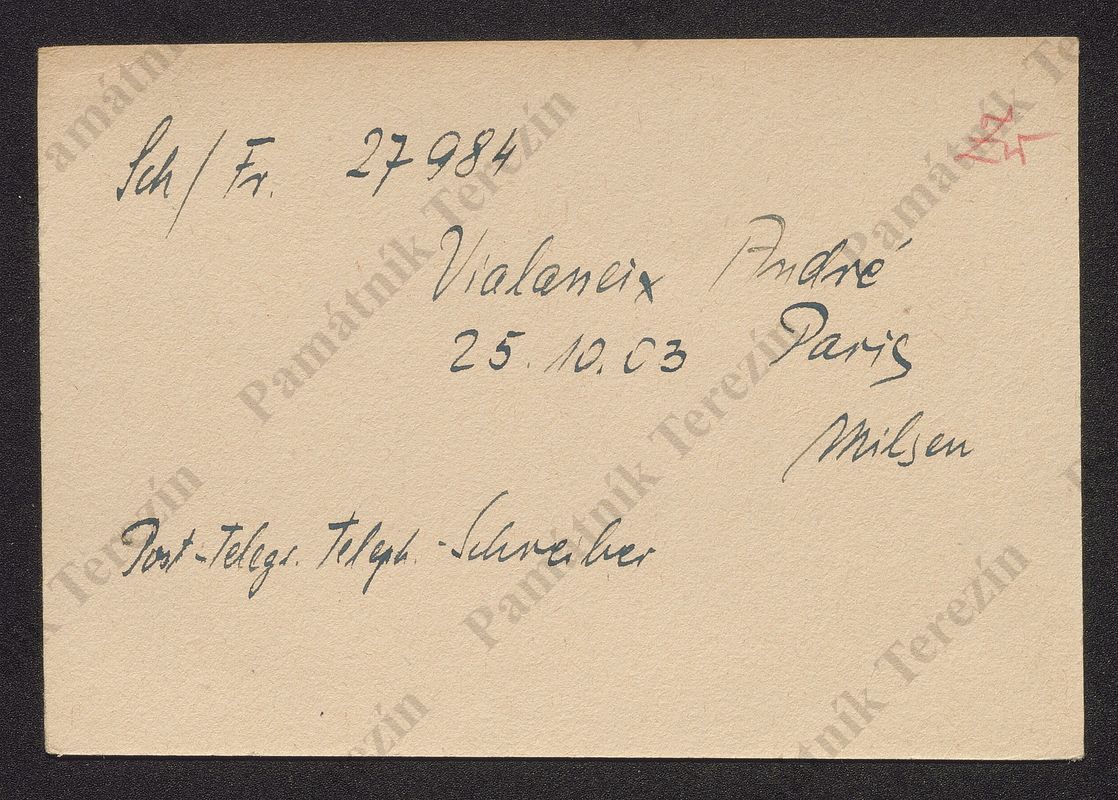 Sch/Fr. 27984
Vialaneix André
25.10.03 Paris
Milsen
Post-Telegr. Teleph.-Schreiber
Památník Terezín